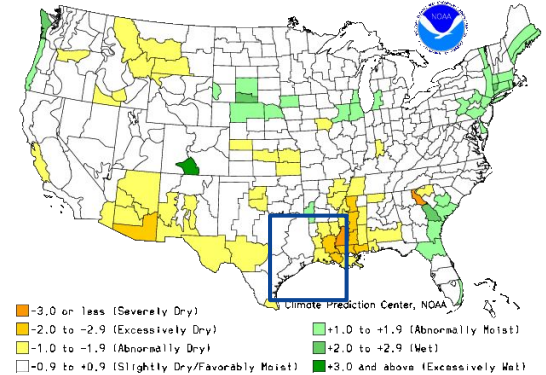 NOAA
Climate Prediction Center, NOAA
-3.0 or less (Severely Dry)
-2.0 to -2.9 (Excessively Dry)
-1.0 to -1.9 (Abnormally Dry)
-0.9 to +0.9 (Slightly Dry/Favorably Moist)
+1.0 to +1.9 (Abnormally Moist)
+2.0 to +2.9 (Wet)
+3.0 and above (Excessively Wet)